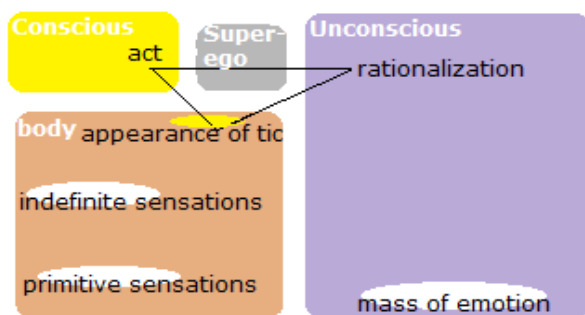 Conscious
act
Super-
ego
Unconscious
rationalization
body
appearance of tic
indefinite sensations
primitive sensations
mass of emotion